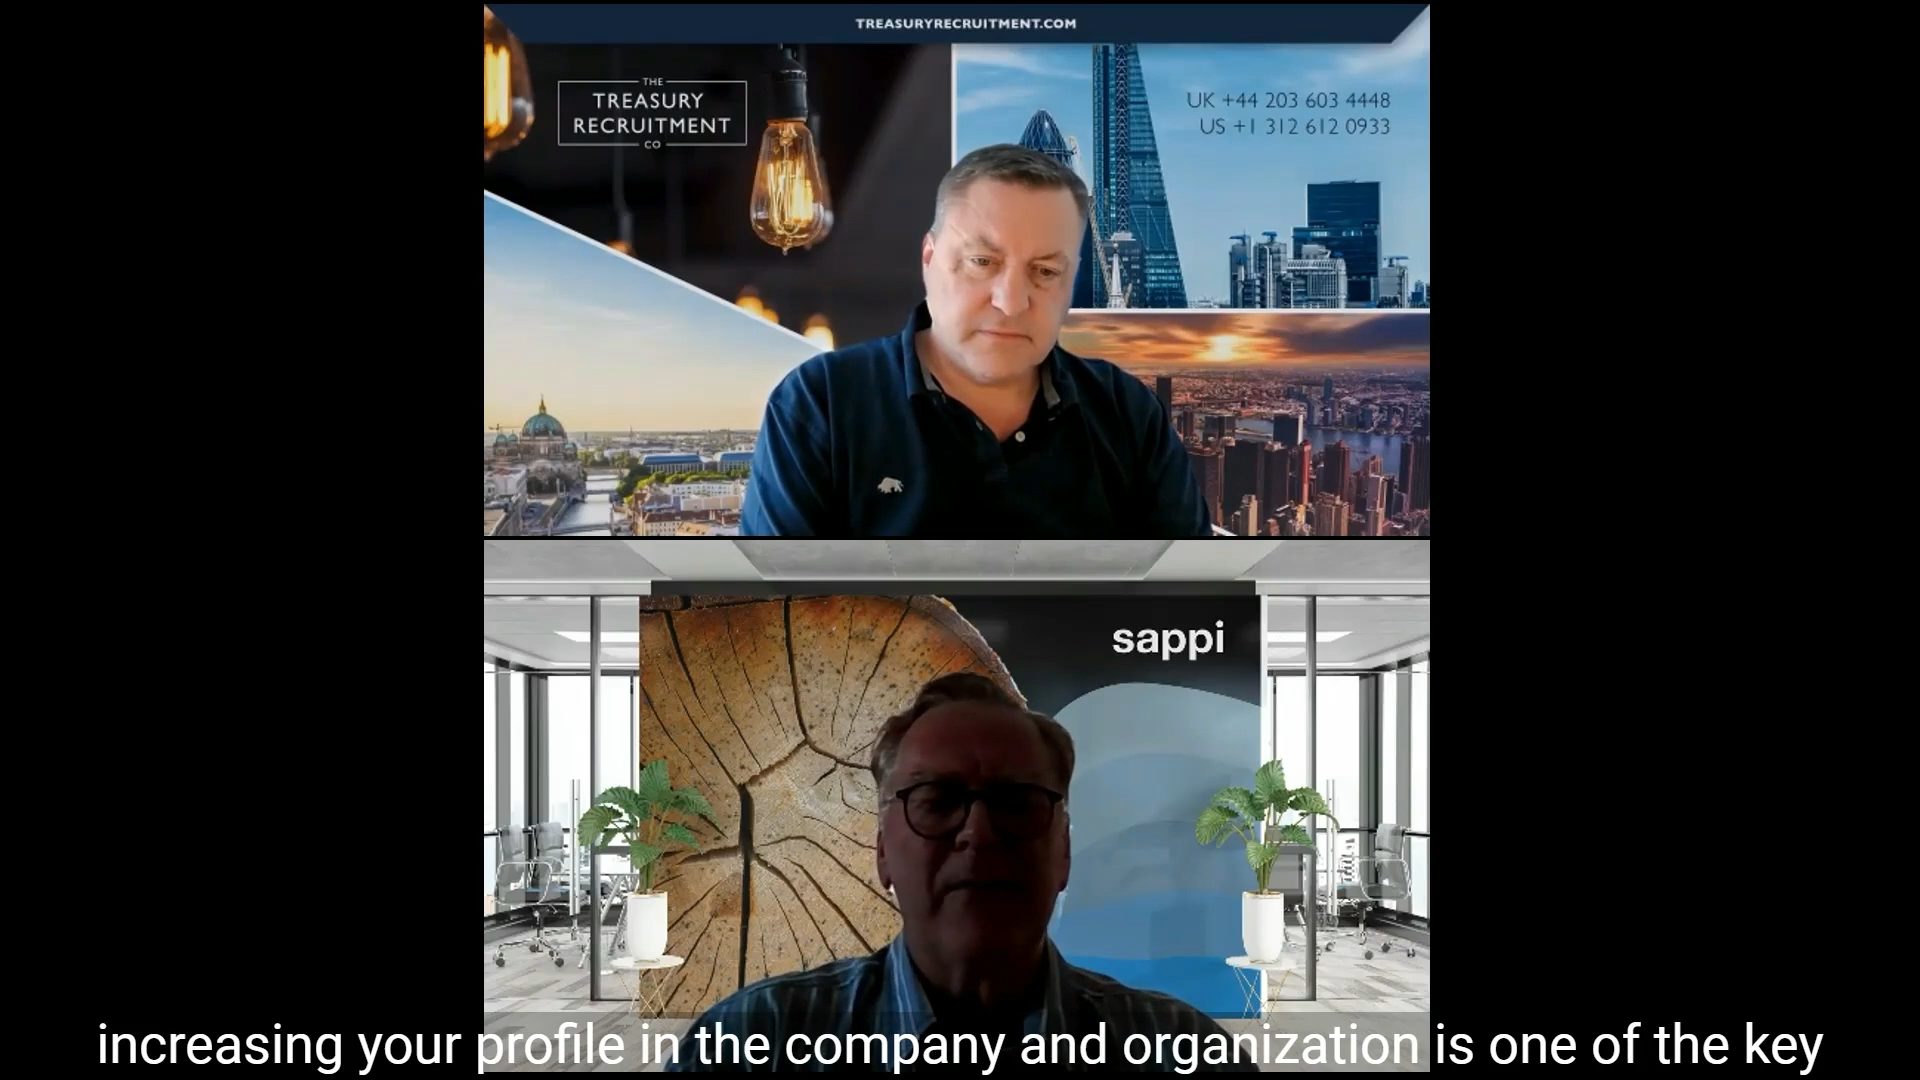 TREASURYRECRUITMENT.COM
THE
TREASURY
RECRUITMENT
CO
UK +44 203 603 4448
US +1 312 612 0933
sappi
increasing your profile in the company and organization is one of the key